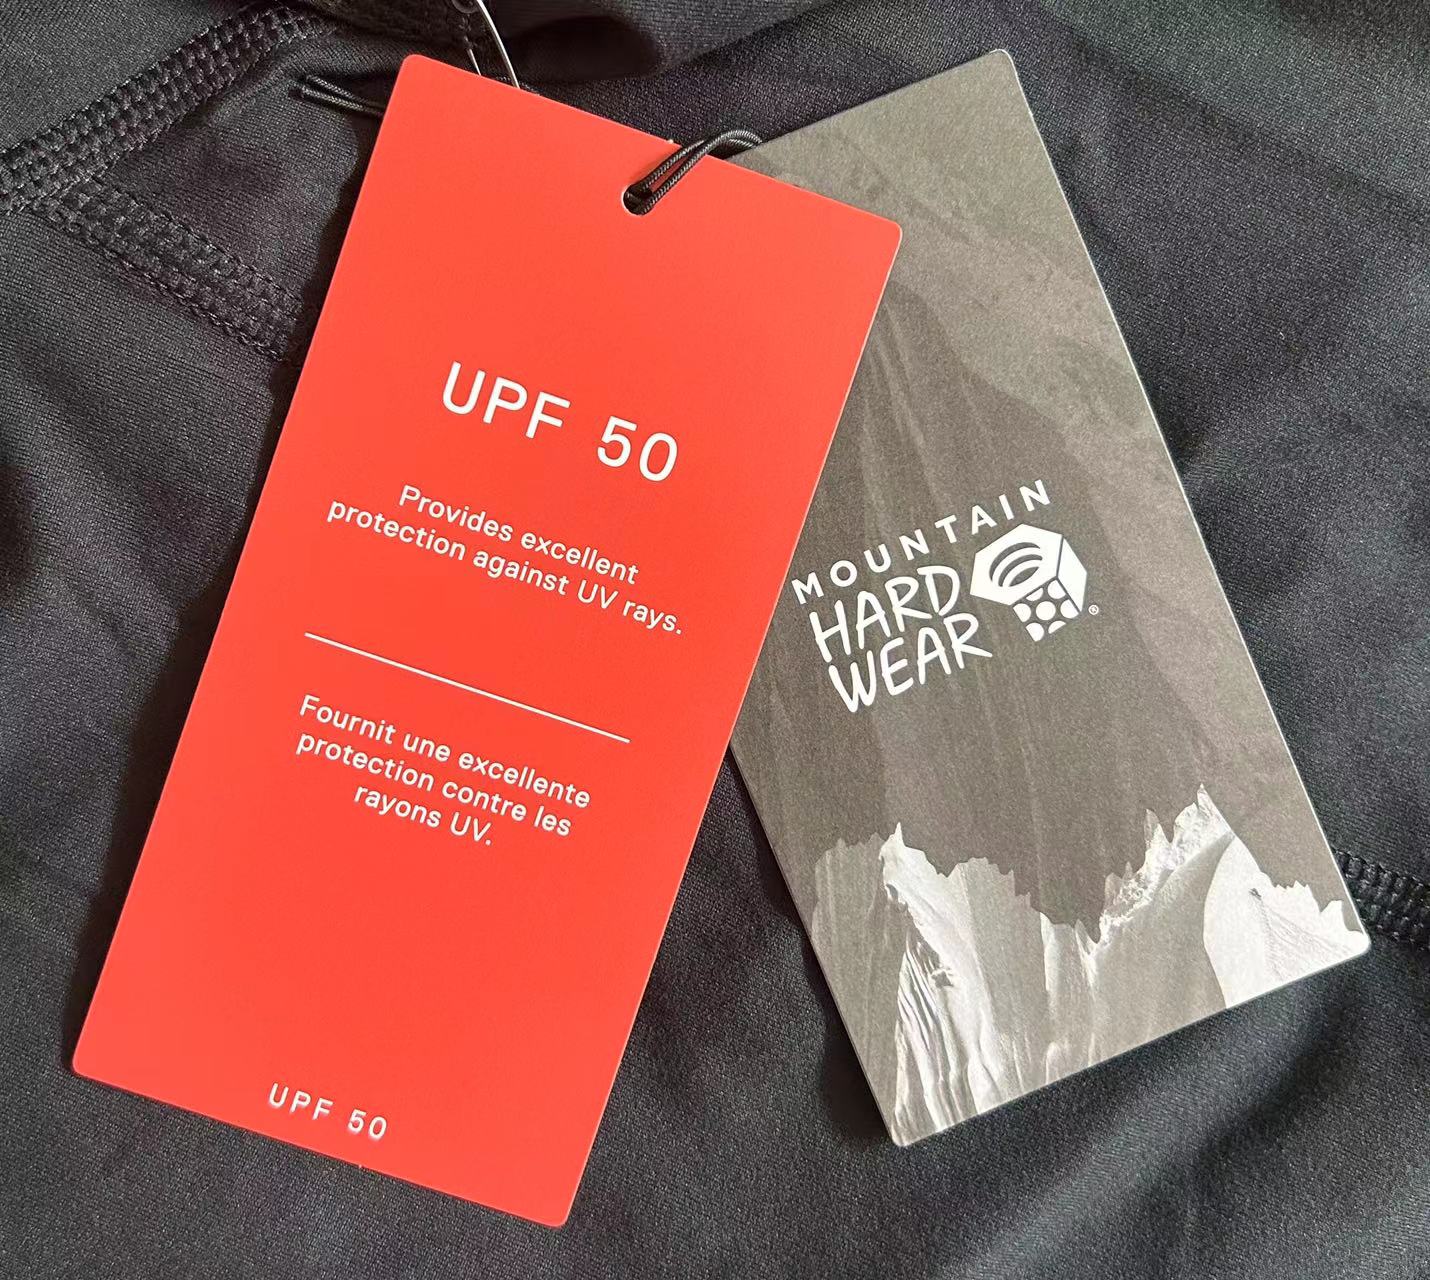 UPF 50
Provides excellent
protection against UV rays.
Fournit une excellente
protection contre les
rayons UV.
UPF 50
MOUNTAIN
HARD
WEAR
®